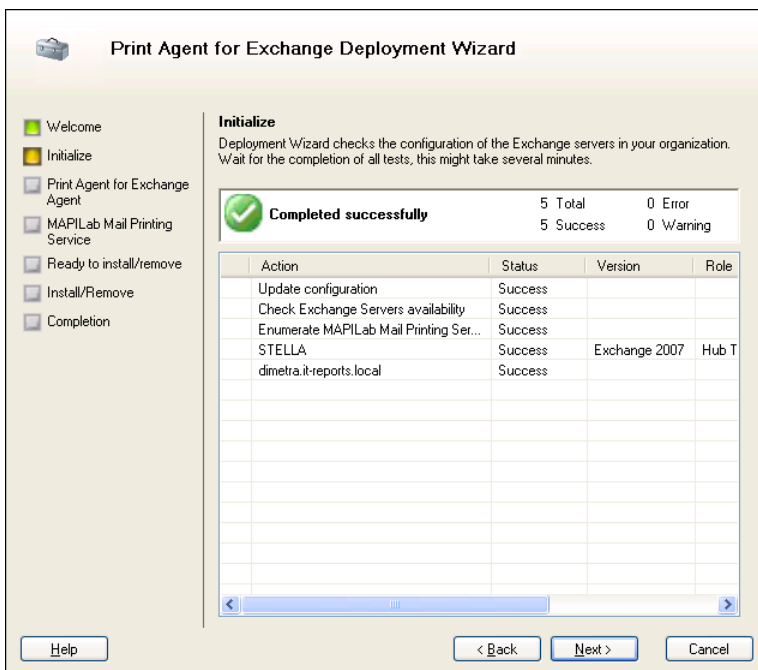 Print Agent for Exchange Deployment Wizard
Welcome
Initialize
Print Agent for Exchange
Agent
MAPILab Mail Printing
Service
Ready to install/remove
Install/Remove
Completion
Initialize
Deployment Wizard checks the configuration of the Exchange servers in your organization.
Wait for the completion of all tests, this might take several minutes.
Completed successfully
5 Total 0 Error
5 Success 0 Warning
Action Status Version Role
Update configuration Success
Check Exchange Servers availability Success
Enumerate MAPILab Mail Printing Ser... Success
STELLA Success Exchange 2007 Hub T
dimetra.it-reports.local Success
Help < Back Next > Cancel